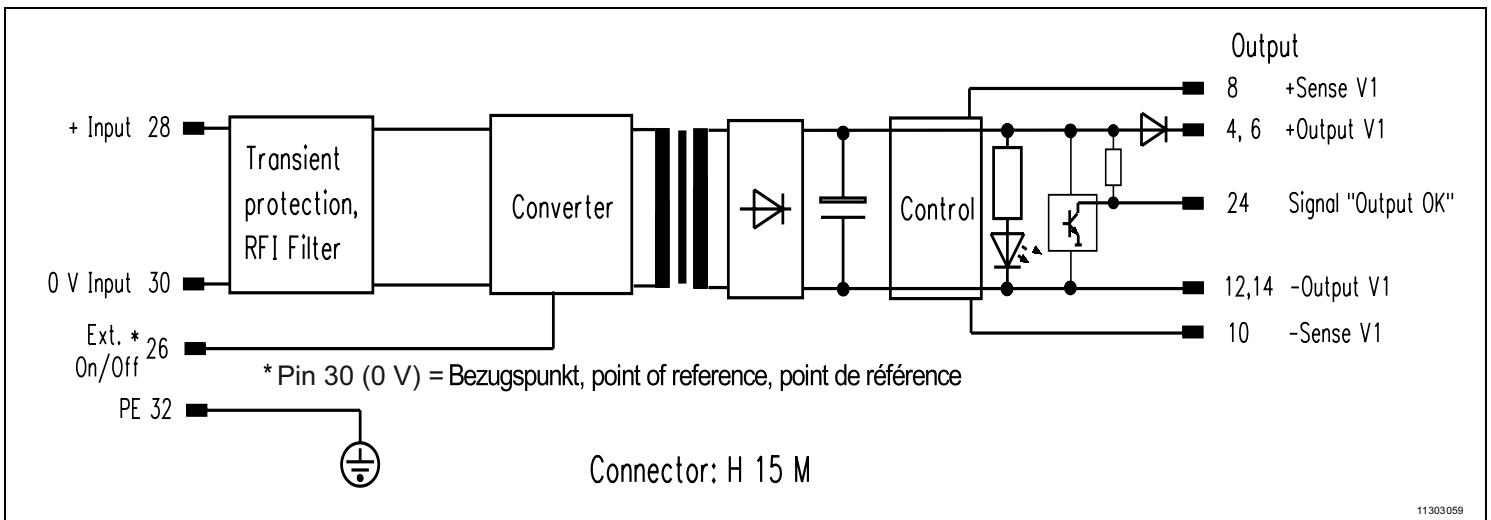 Output
8 +Sense V1
+ Input 28
4, 6 +Output V1
Transient
protection,
RFI Filter
Converter
Control
24 Signal "Output OK"
0 V Input 30
12,14 -Output V1
Ext. *
On/Off 26
10 -Sense V1
* Pin 30 (0 V) = Bezugspunkt, point of reference, point de référence
PE 32
Connector: H 15 M
11303059